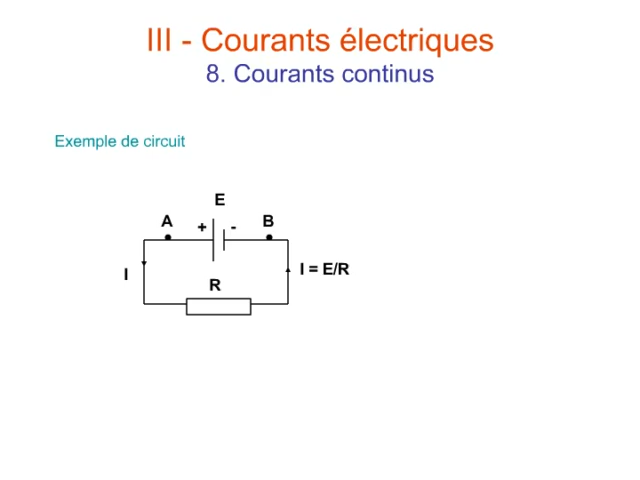 III - Courants électriques
8. Courants continus
Exemple de circuit
E
A + - B
I
I = E/R
R